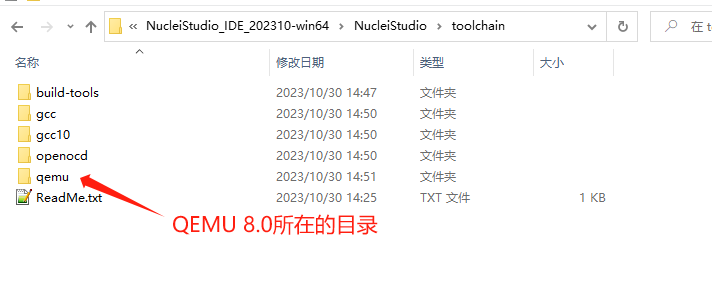 « NucleiStudio_IDE_202310-win64 › NucleiStudio › toolchain
在 t
名称 修改日期 类型 大小
build-tools 2023/10/30 14:47 文件夹
gcc 2023/10/30 14:50 文件夹
gcc10 2023/10/30 14:50 文件夹
openocd 2023/10/30 14:50 文件夹
qemu 2023/10/30 14:51 文件夹
ReadMe.txt 2023/10/30 14:25 TXT 文件 1 KB
QEMU 8.0所在的目录